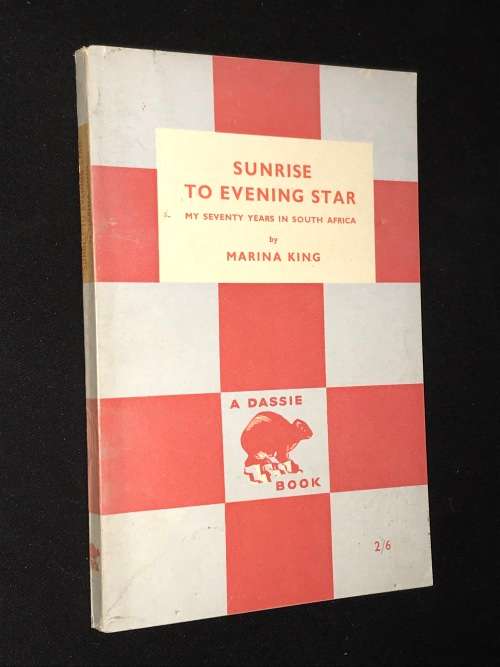 SUNRISE
TO EVENING STAR
MY SEVENTY YEARS IN SOUTH AFRICA
by
MARINA KING
A DASSIE
BOOK
2/6